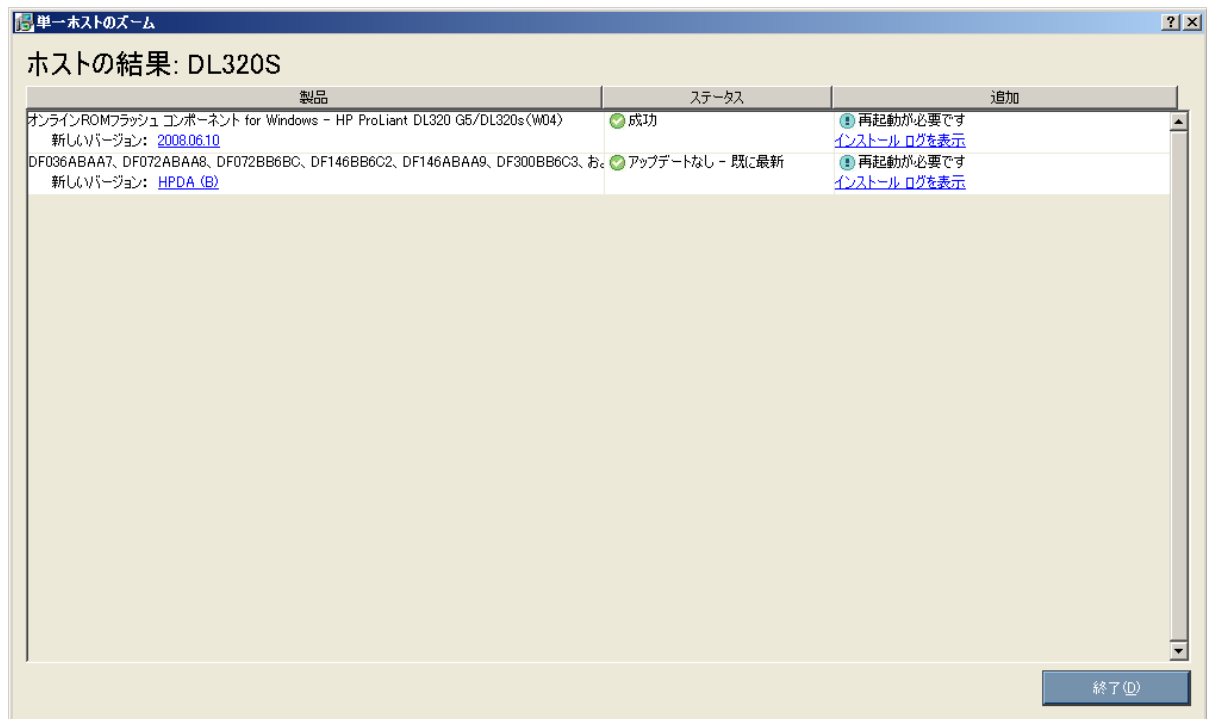 単一ホストのズーム
ホストの結果: DL320S
製品 ステータス 追加
オンラインROMフラッシュ コンポーネント for Windows - HP ProLiant DL320 G5/DL320s(W04) 成功 再起動が必要です
新しいバージョン: 2008.06.10 インストール ログを表示
DF036ABAA7、DF072ABAA8、DF072BB6BC、DF146BB6C2、DF146ABAA9、DF300BB6C3、お。 アップデートなし - 既に最新 再起動が必要です
新しいバージョン: HPDA (B) インストール ログを表示
終了(D)